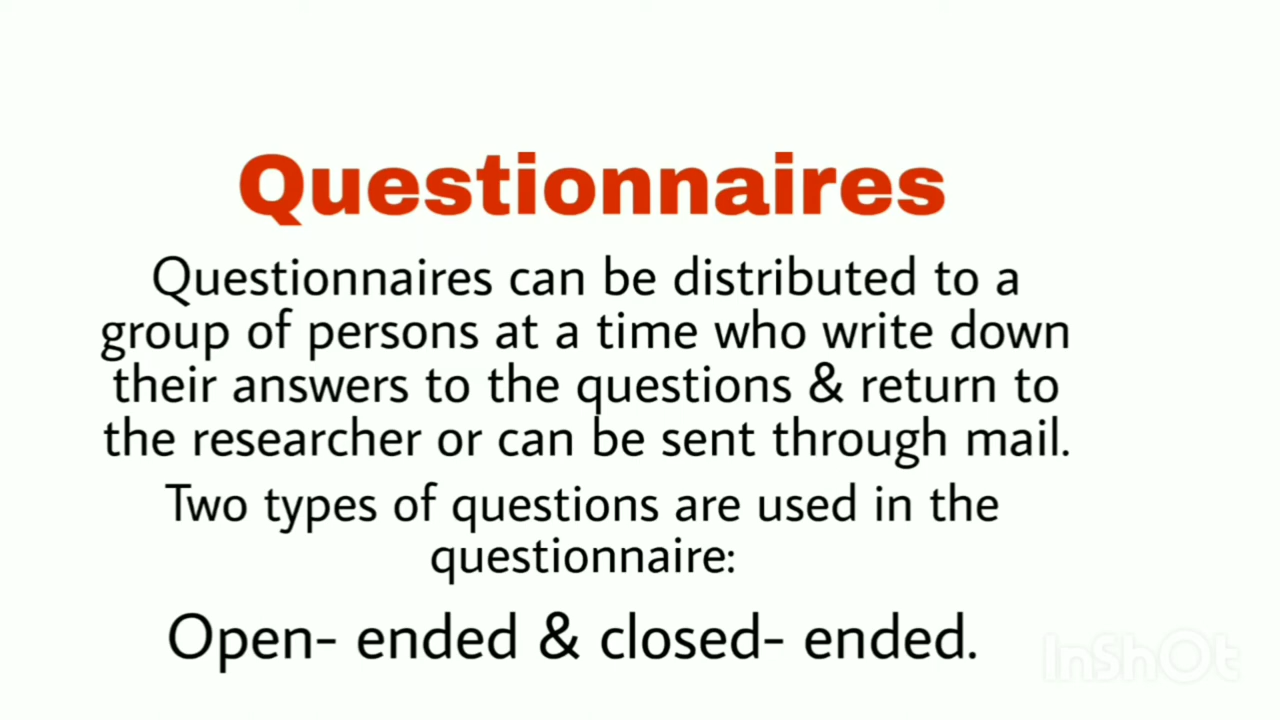 Questionnaires
Questionnaires can be distributed to a
group of persons at a time who write down
their answers to the questions & return to
the researcher or can be sent through mail.
Two types of questions are used in the
questionnaire:
Open- ended & closed- ended.
InShOt